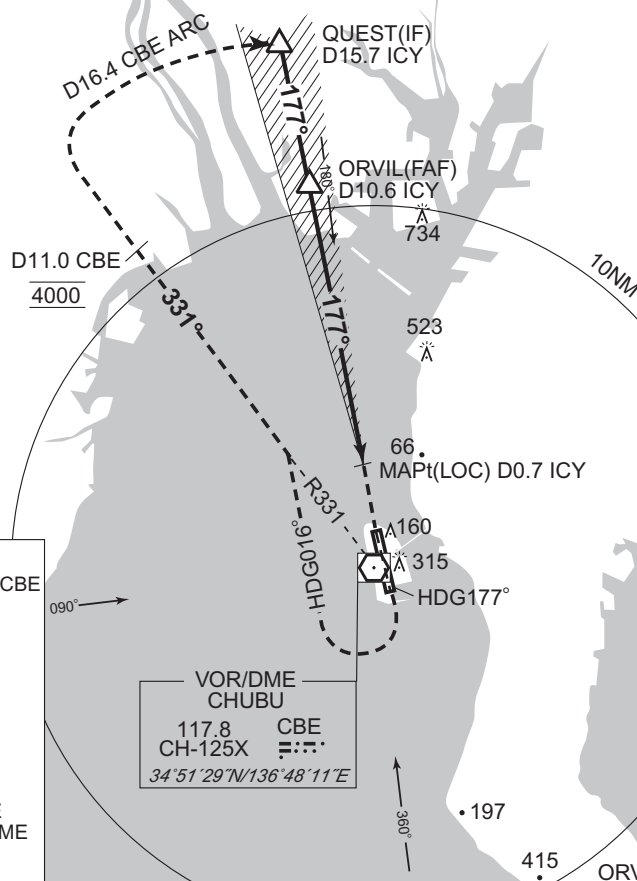 D16.4 CBE ARC
QUEST(IF)
D15.7 ICY
177°
ORVIL(FAF)
D10.6 ICY
180°
734
D11.0 CBE
4000
331°
10NM
177°
523
66
MAPt(LOC) D0.7 ICY
R331
160
315
HDG016°
HDG177°
CBE
090°
VOR/DME
CHUBU
117.8 CBE
CH-125X
34°51´29˝N/136°48´11˝E
360°
197
ME
415
ORV